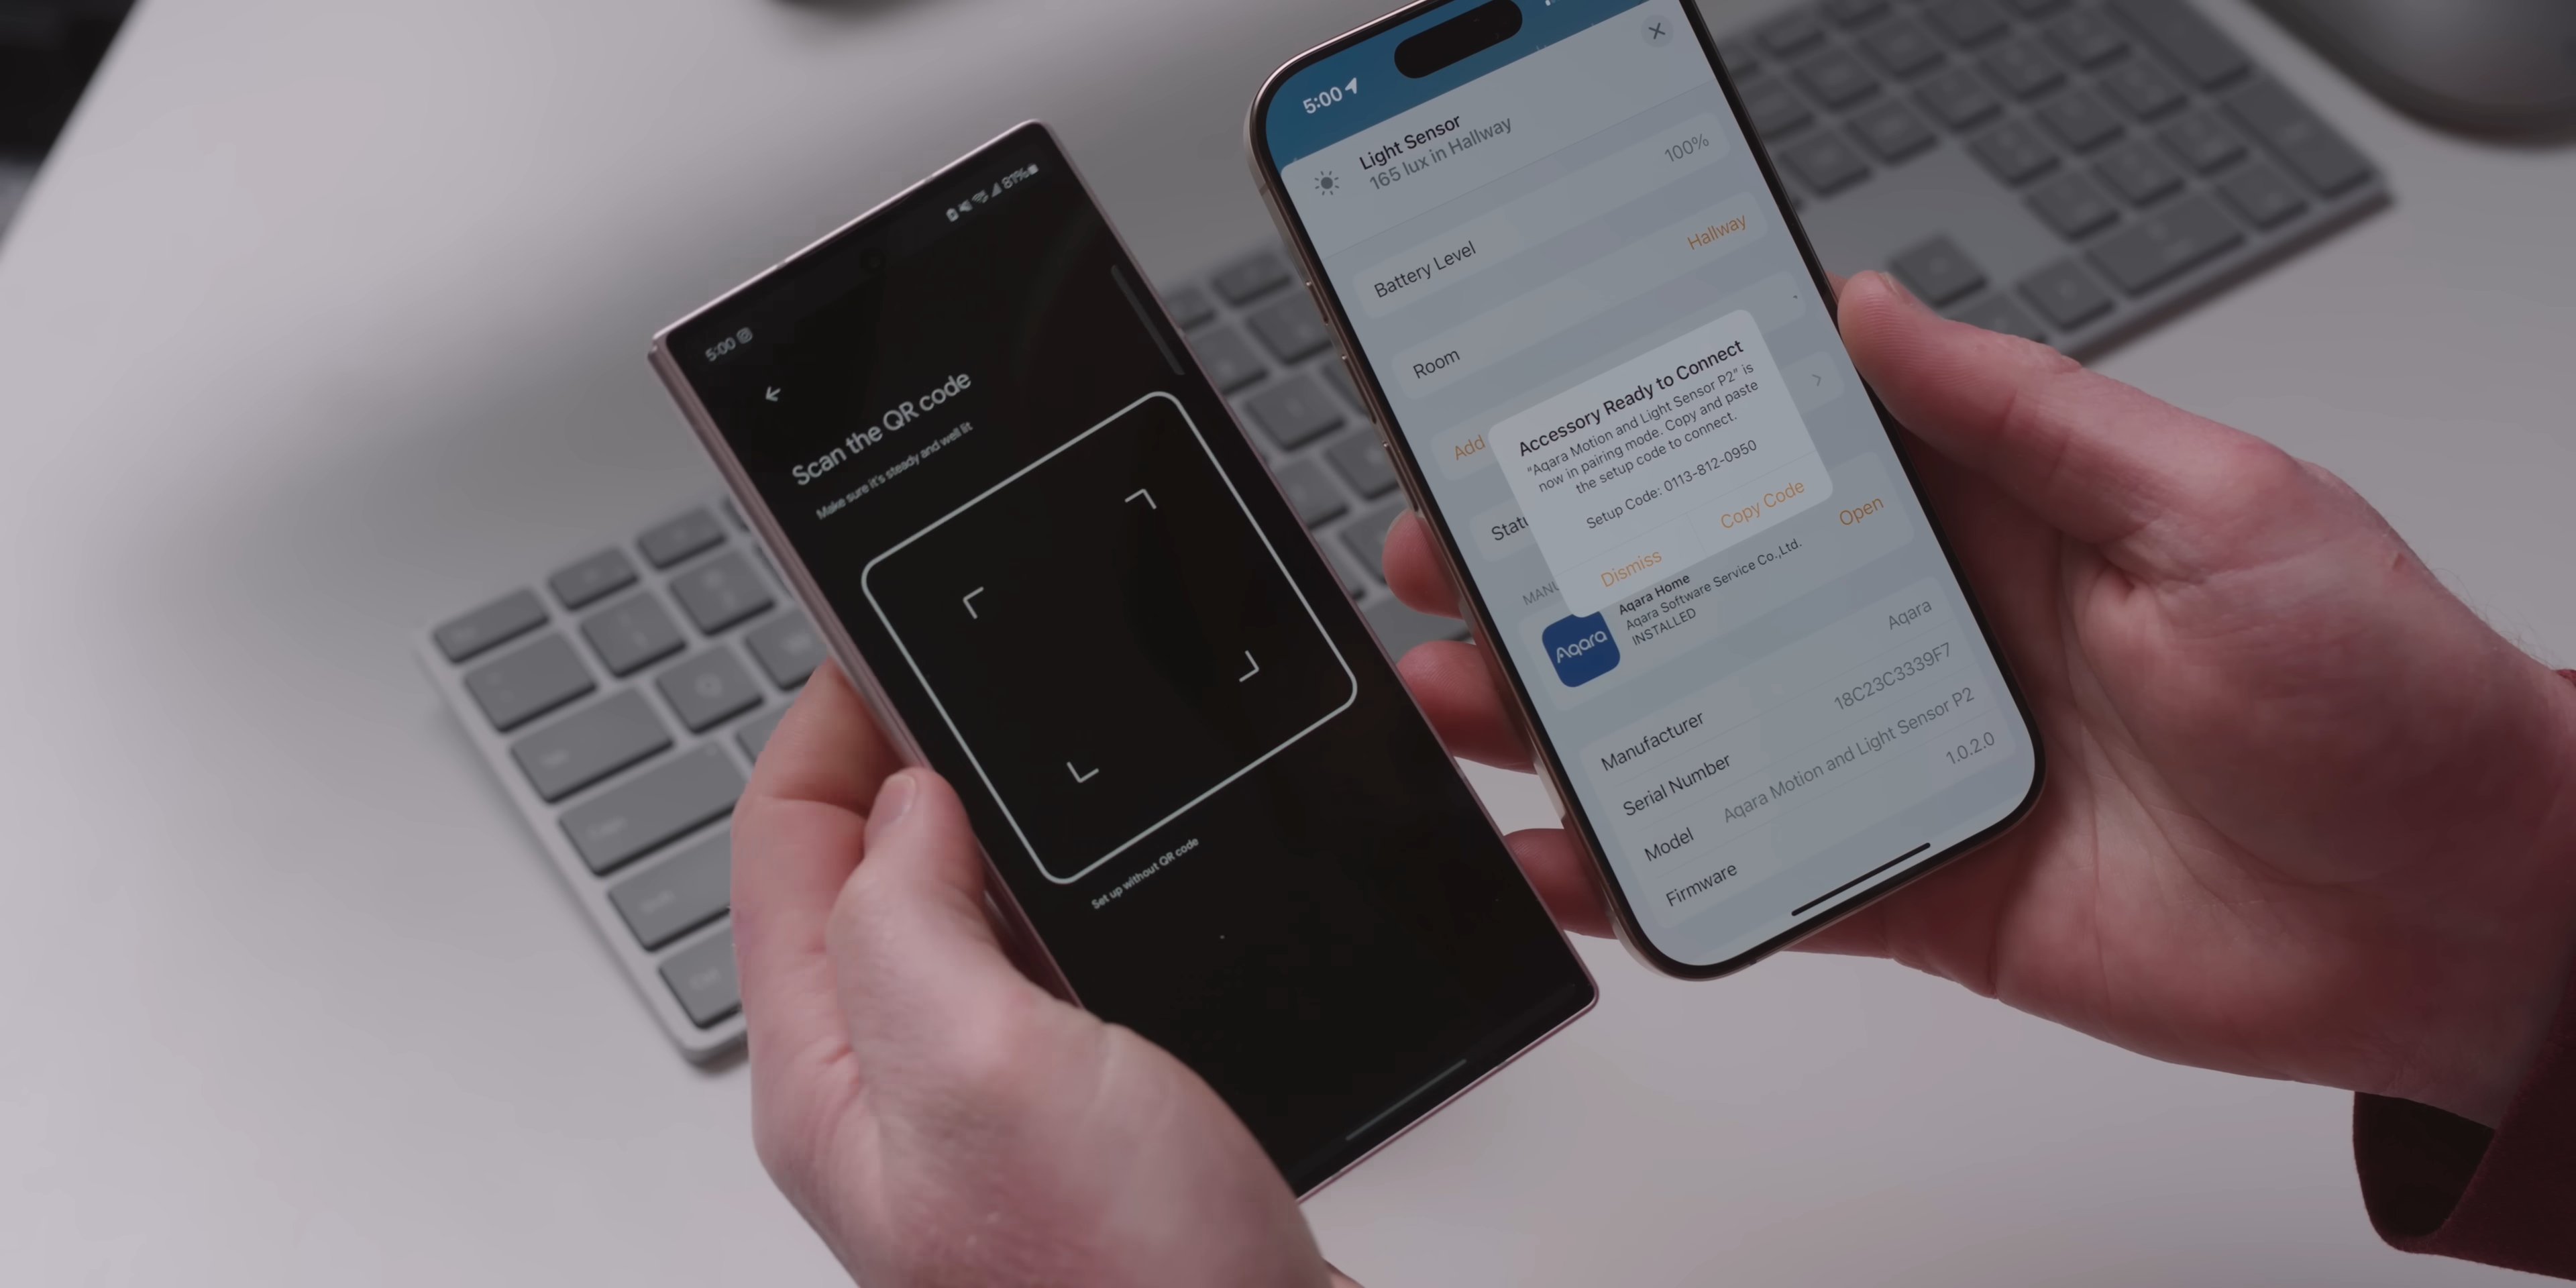 81%
5:00
Scan the QR code
Make sure it's steady and well lit
Set up without QR code
5:00
Light Sensor
165 lux in Hallway
Battery Level 100%
Room Hallway
Add
Accessory Ready to Connect
“Aqara Motion and Light Sensor P2” is
now in pairing mode. Copy and paste
the setup code to connect.
Setup Code: 0113-812-0950
Dismiss Copy Code
Statu
MANU
Aqara
Aqara Home
Aqara Software Service Co.,Ltd.
INSTALLED
Open
Manufacturer Aqara
Serial Number 18C23C3339F7
Model Aqara Motion and Light Sensor P2
Firmware 1.0.2.0